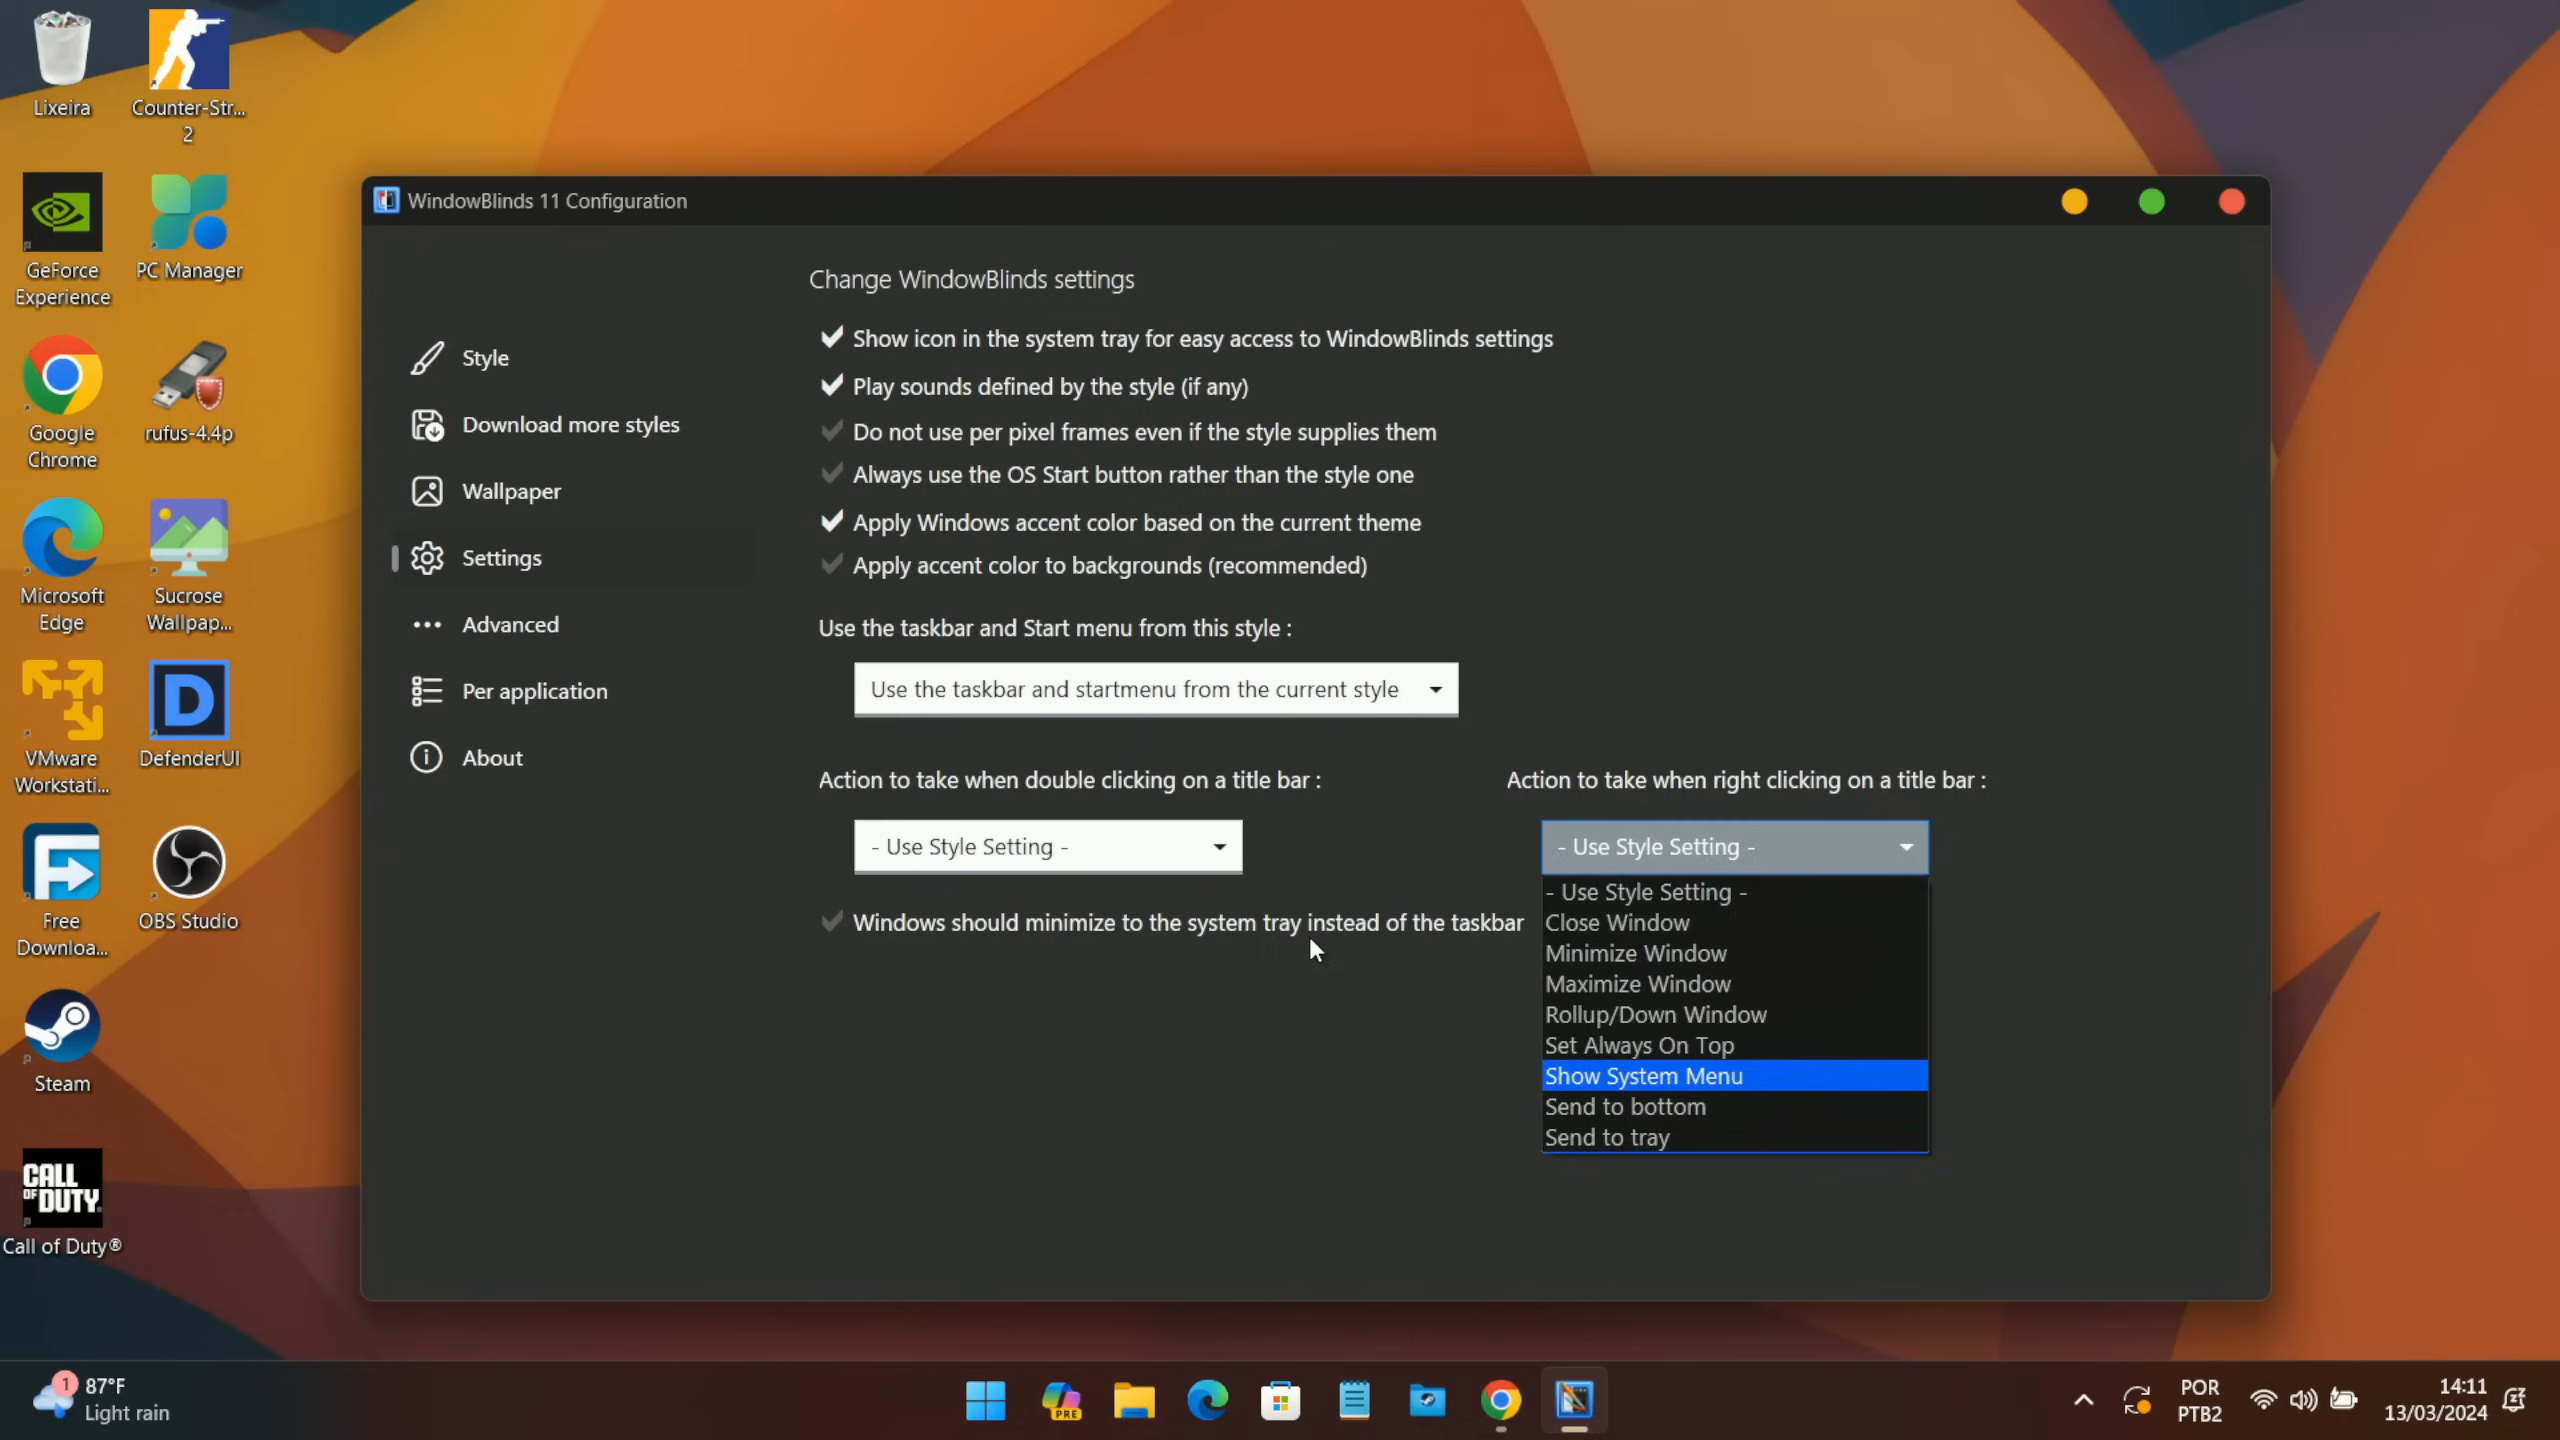 Lixeira
Counter-Str...
2
GeForce
Experience
PC Manager
Google
Chrome
rufus-4.4p
Microsoft
Edge
Sucrose
Wallpap...
VMware
Workstati...
D
DefenderUI
Free
Downloa...
OBS Studio
Steam
CALL
OF DUTY
Call of Duty®
WindowBlinds 11 Configuration
Style
Download more styles
Wallpaper
Settings
Advanced
Per application
About
Change WindowBlinds settings
Show icon in the system tray for easy access to WindowBlinds settings
Play sounds defined by the style (if any)
Do not use per pixel frames even if the style supplies them
Always use the OS Start button rather than the style one
Apply Windows accent color based on the current theme
Apply accent color to backgrounds (recommended)
Use the taskbar and Start menu from this style :
Use the taskbar and startmenu from the current style
Action to take when double clicking on a title bar :
- Use Style Setting -
Windows should minimize to the system tray instead of the taskbar
Action to take when right clicking on a title bar :
- Use Style Setting -
- Use Style Setting -
Close Window
Minimize Window
Maximize Window
Rollup/Down Window
Set Always On Top
Show System Menu
Send to bottom
Send to tray
1
87°F
Light rain
PRE
POR
PTB2
14:11
13/03/2024